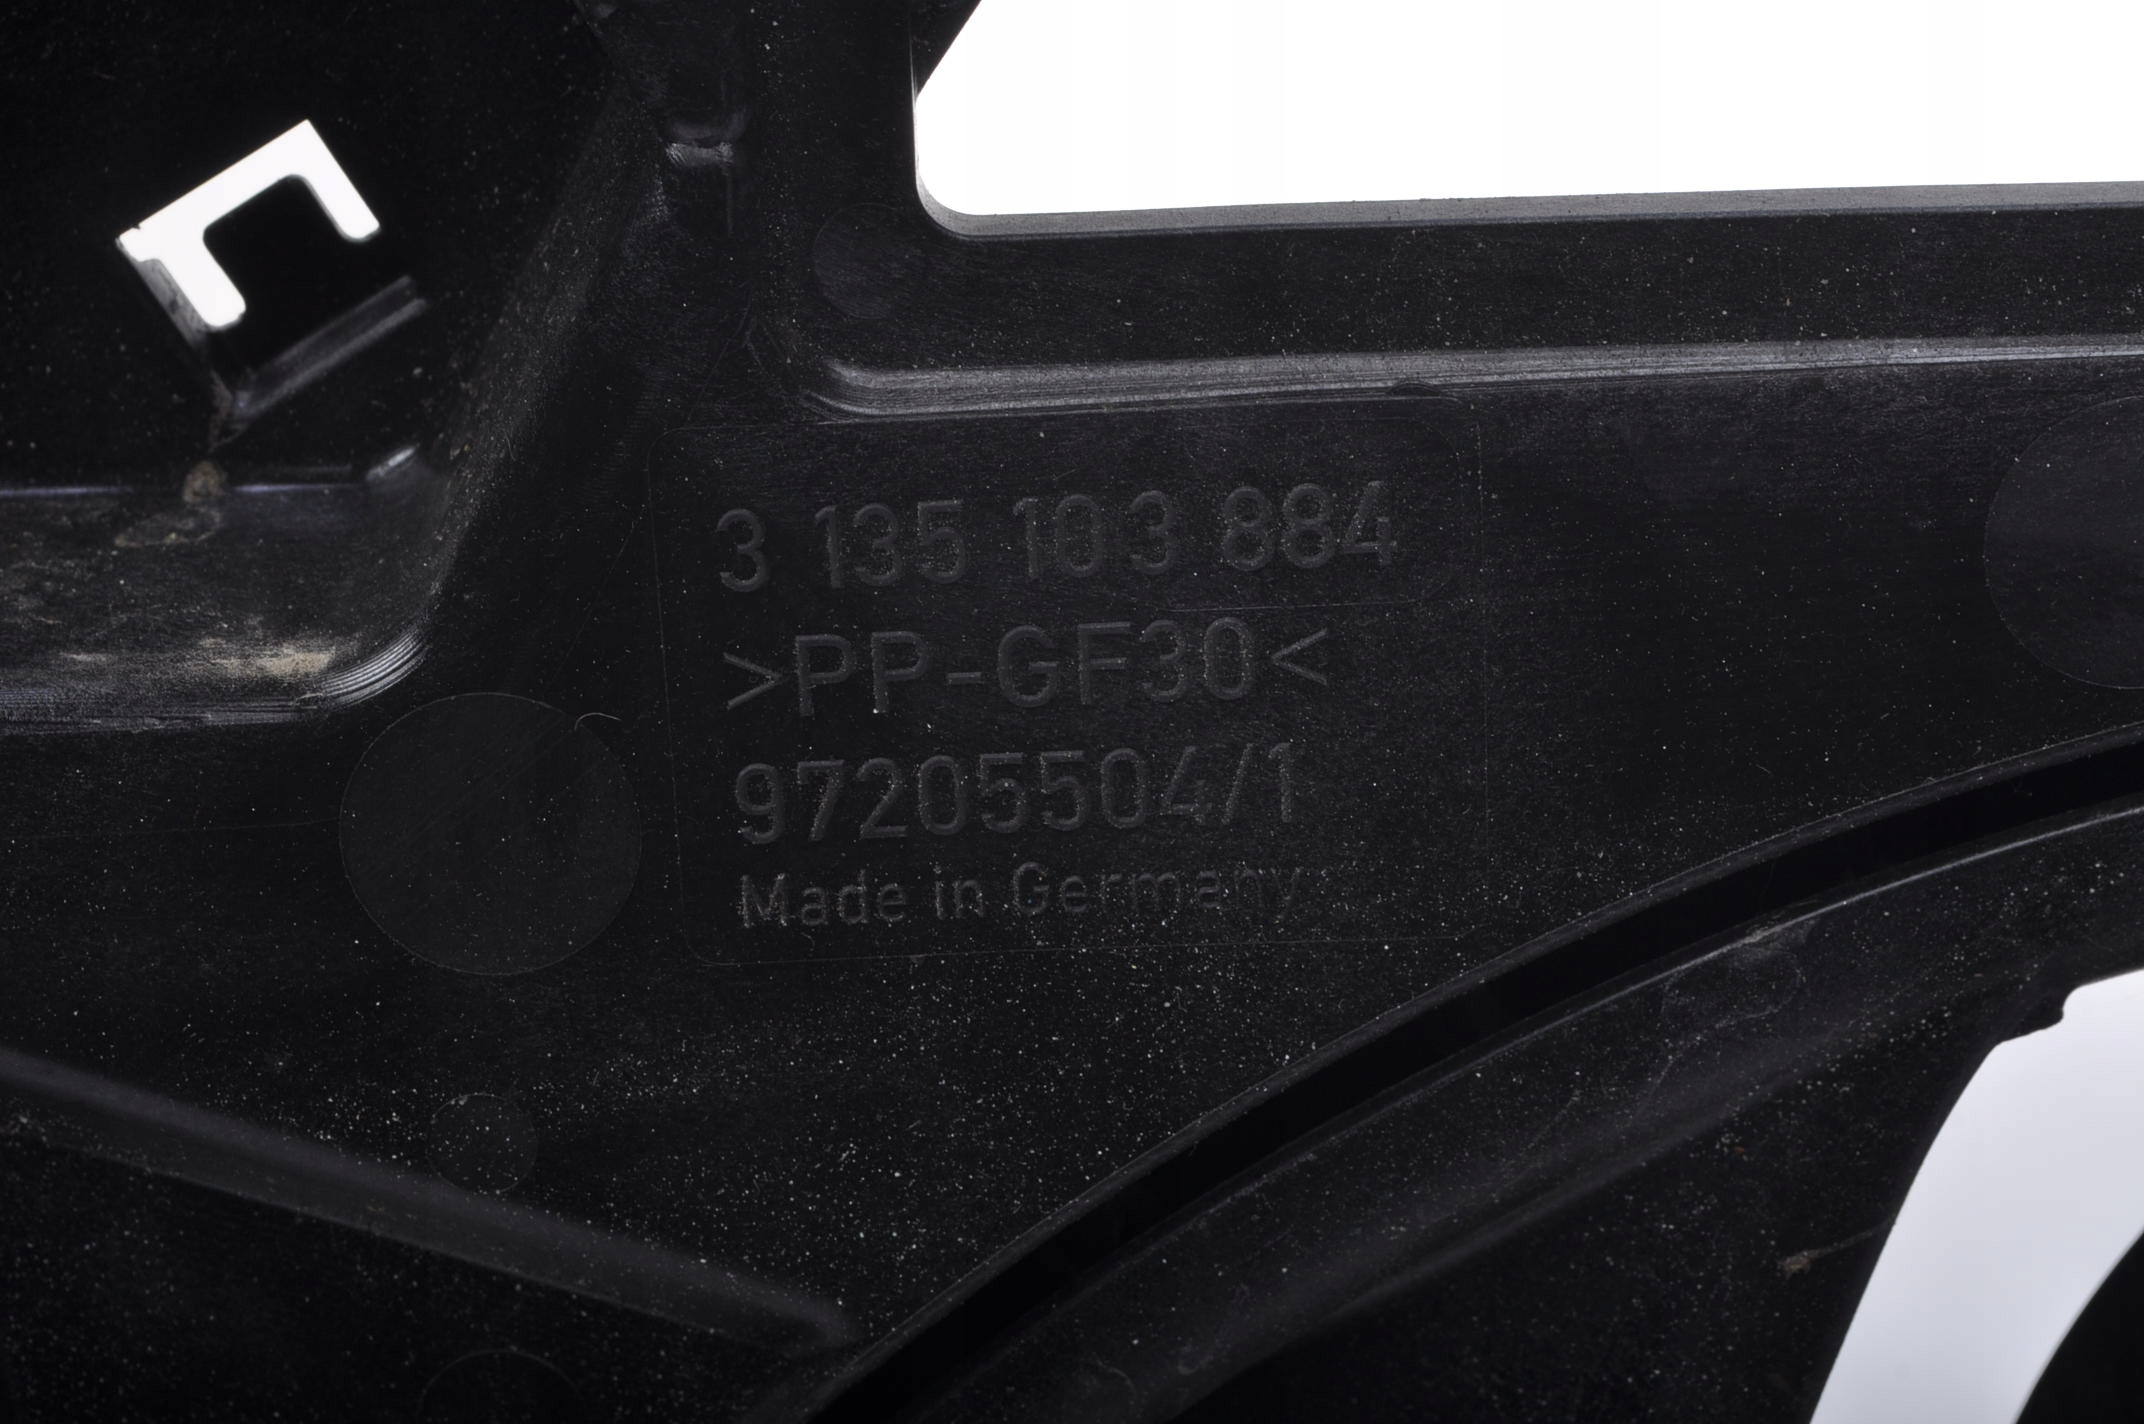 3 135 103 884
>PP-GF30<
97205504/1
Made in Germany